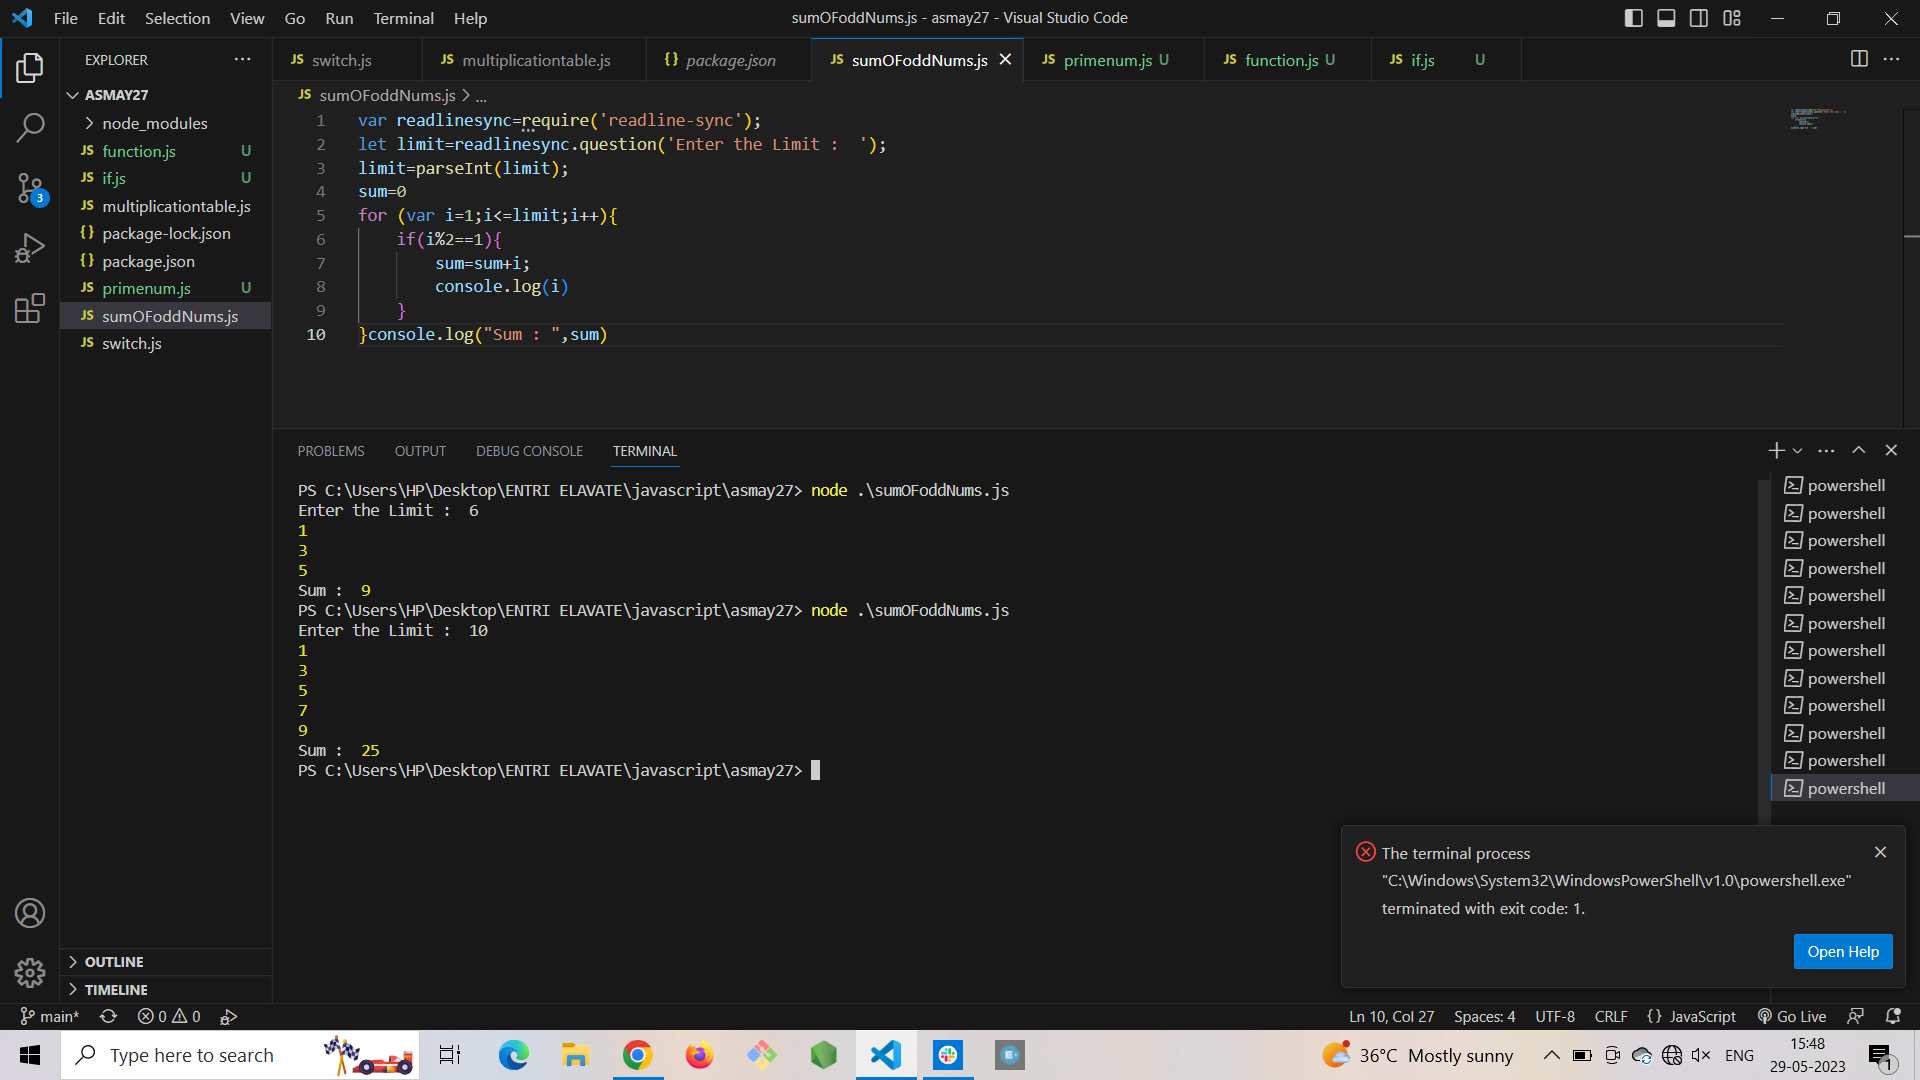 File Edit Selection View Go Run Terminal Help
sumOFoddNums.js - asmay27 - Visual Studio Code
EXPLORER
ASMAY27
node_modules
JS function.js U
JS if.js U
JS multiplicationtable.js
{} package-lock.json
{} package.json
JS primenum.js U
JS sumOFoddNums.js
JS switch.js
OUTLINE
TIMELINE
3
JS switch.js
JS multiplicationtable.js
{} package.json
JS sumOFoddNums.js
JS primenum.js U
JS function.js U
JS if.js U
JS sumOFoddNums.js > ...
1 var readlinesync=require('readline-sync');
2 let limit=readlinesync.question('Enter the Limit :  ');
3 limit=parseInt(limit);
4 sum=0
5 for (var i=1;i<=limit;i++){
6     if(i%2==1){
7         sum=sum+i;
8         console.log(i)
9     }
10 }console.log("Sum : ",sum)
PROBLEMS OUTPUT DEBUG CONSOLE TERMINAL
PS C:\Users\HP\Desktop\ENTRI ELAVATE\javascript\asmay27> node .\sumOFoddNums.js
Enter the Limit :  6
1
3
5
Sum :  9
PS C:\Users\HP\Desktop\ENTRI ELAVATE\javascript\asmay27> node .\sumOFoddNums.js
Enter the Limit :  10
1
3
5
7
9
Sum :  25
PS C:\Users\HP\Desktop\ENTRI ELAVATE\javascript\asmay27>
powershell
powershell
powershell
powershell
powershell
powershell
powershell
powershell
powershell
powershell
powershell
powershell
The terminal process
"C:\Windows\System32\WindowsPowerShell\v1.0\powershell.exe"
terminated with exit code: 1.
Open Help
main* 0 0
Ln 10, Col 27 Spaces: 4 UTF-8 CRLF {} JavaScript Go Live
Type here to search
36°C Mostly sunny
ENG
15:48
29-05-2023
1